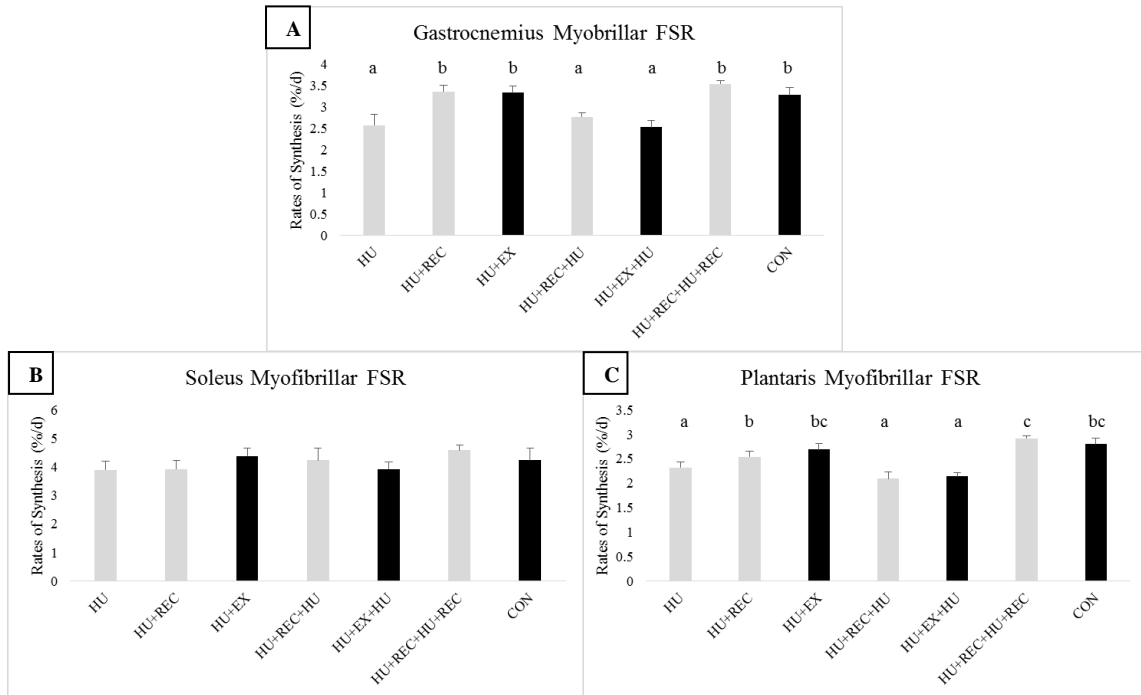 A
Gastrocnemius Myobrillar FSR
Rates of Synthesis (%/d)
4
3.5
3
2.5
2
1.5
1
0.5
0
a b b a a b b
HU HU+REC HU+EX HU+REC+HU HU+EX+HU HU+REC+HU+REC CON
B
Soleus Myofibrillar FSR
Rates of Synthesis (%/d)
6
5
4
3
2
1
0
HU HU+REC HU+EX HU+REC+HU HU+EX+HU HU+REC+HU+REC CON
C
Plantaris Myofibrillar FSR
Rates of Synthesis (%/d)
3.5
3
2.5
2
1.5
1
0.5
0
a b bc a a c bc
HU HU+REC HU+EX HU+REC+HU HU+EX+HU HU+REC+HU+REC CON